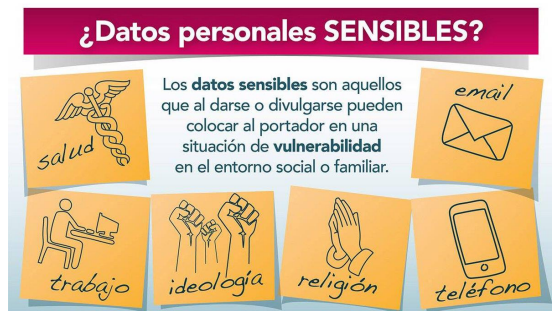 ¿Datos personales SENSIBLES?
Los datos sensibles son aquellos
que al darse o divulgarse pueden
colocar al portador en una
situación de vulnerabilidad
en el entorno social o familiar.
salud
email
trabajo
ideología
religión
teléfono